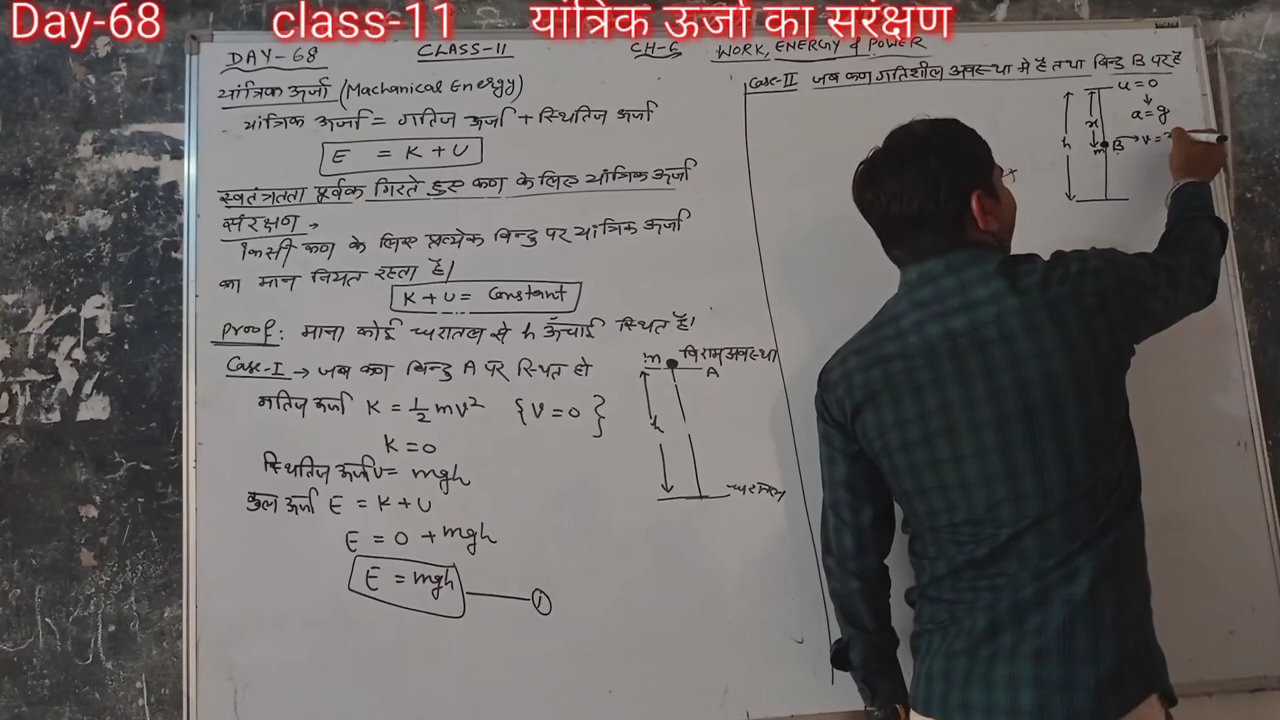 Day-68 class-11 यांत्रिक ऊर्जा का सरंक्षण
DAY-68 CLASS-11 CH-6 WORK, ENERGY & POWER
यांत्रिक ऊर्जा (Machanical Energy)
यांत्रिक ऊर्जा = गतिज ऊर्जा + स्थितिज ऊर्जा
E = K + U
स्वतंत्रता पूर्वक गिरते हुए कण के लिए यांत्रिक ऊर्जा
संरक्षण →
किसी कण के लिए प्रत्येक बिन्दु पर यांत्रिक ऊर्जा
का मान नियत रहता है।
K + U = Constant
Proof: माना कोई धरातल से h ऊँचाई स्थित है।
Case-I → जब कण बिन्दु A पर स्थित हो
गतिज ऊर्जा K = 1/2 mv² {V = 0}
K = 0
स्थितिज ऊर्जा U = mgh
कुल ऊर्जा E = K + U
E = 0 + mgh
E = mgh ①
m विरामावस्था
A
h
धरातल
Case-II जब कण गतिशील अवस्था मे है तथा बिन्दु B पर है
u = 0
a = g
x
h
m B → v = ?